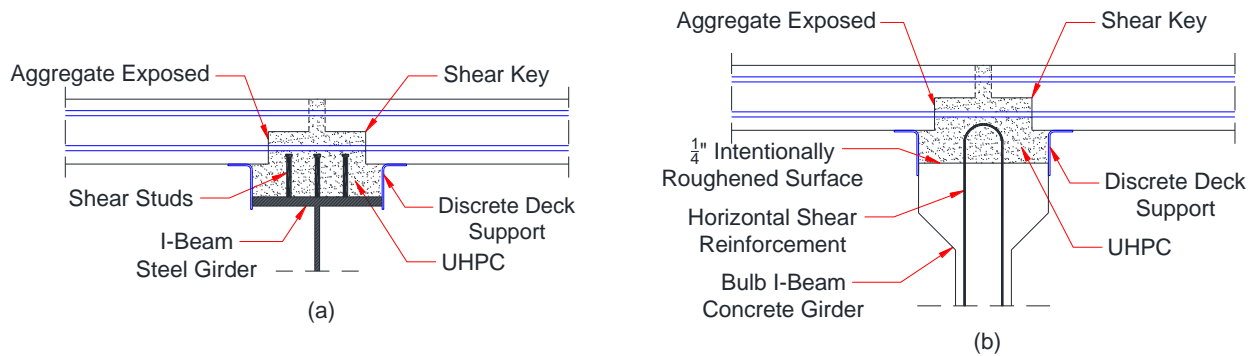 Aggregate Exposed
Shear Key
Shear Studs
I-Beam
Steel Girder
Discrete Deck
Support
UHPC
(a)
Aggregate Exposed
Shear Key
1/4" Intentionally
Roughened Surface
Horizontal Shear
Reinforcement
Bulb I-Beam
Concrete Girder
Discrete Deck
Support
UHPC
(b)